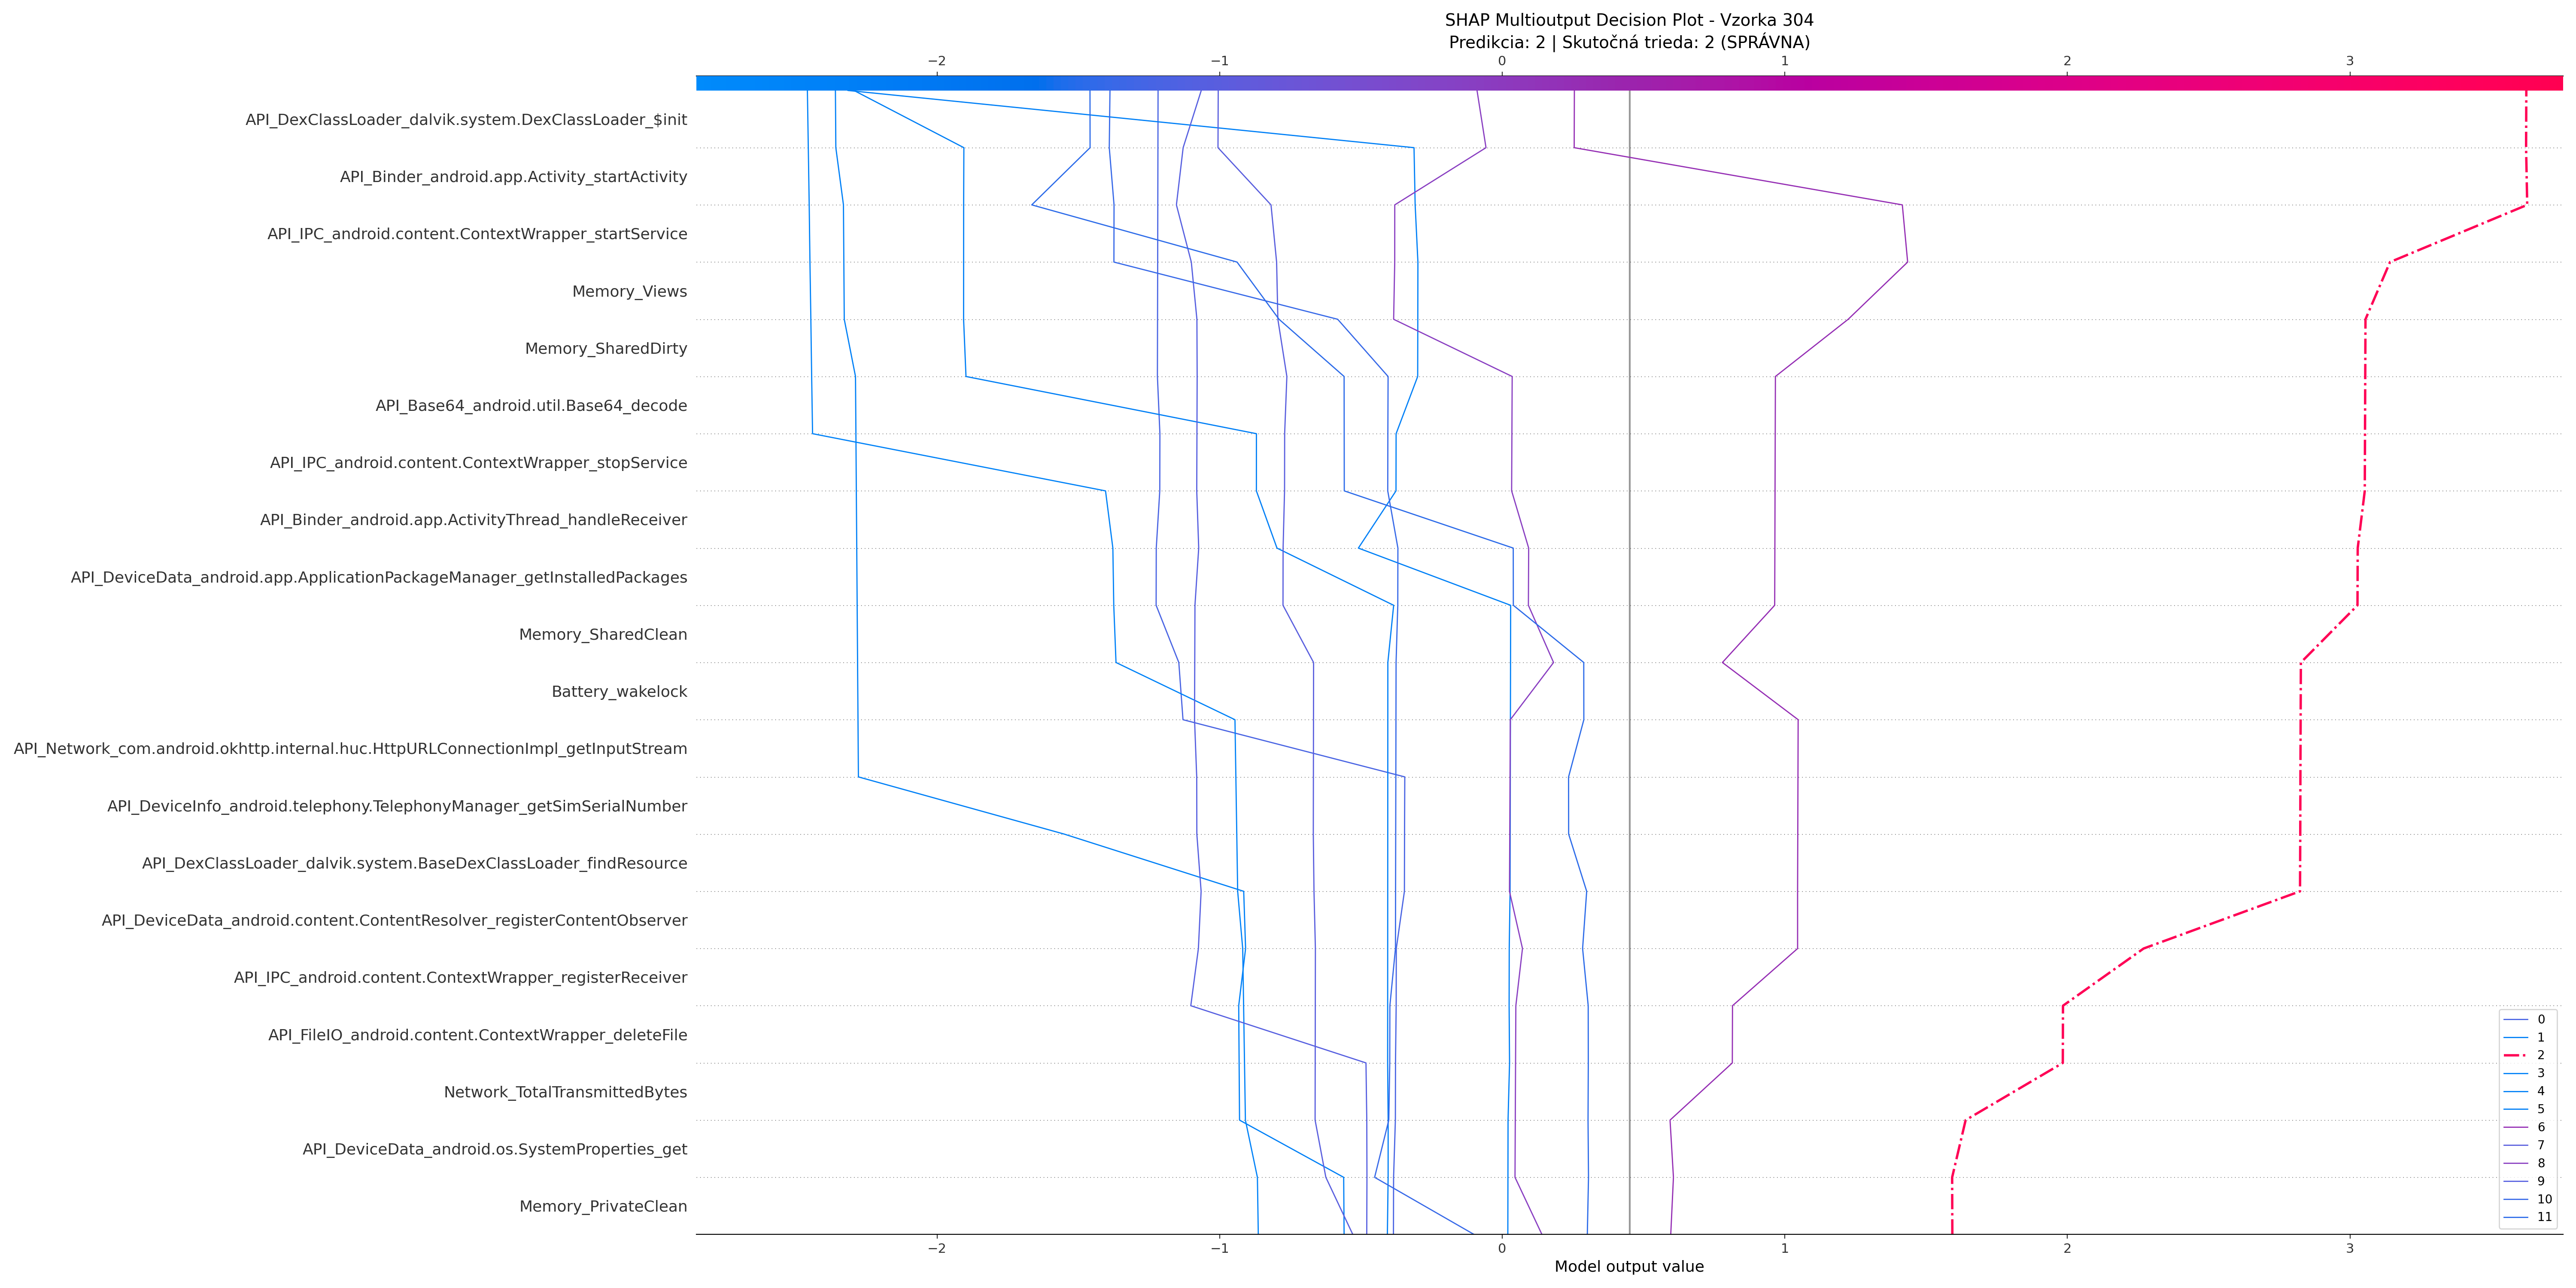 SHAP Multioutput Decision Plot - Vzorka 304
Predikcia: 2 | Skutočná trieda: 2 (SPRÁVNA)
−2 −1 0 1 2 3
API_DexClassLoader_dalvik.system.DexClassLoader_$init
API_Binder_android.app.Activity_startActivity
API_IPC_android.content.ContextWrapper_startService
Memory_Views
Memory_SharedDirty
API_Base64_android.util.Base64_decode
API_IPC_android.content.ContextWrapper_stopService
API_Binder_android.app.ActivityThread_handleReceiver
API_DeviceData_android.app.ApplicationPackageManager_getInstalledPackages
Memory_SharedClean
Battery_wakelock
API_Network_com.android.okhttp.internal.huc.HttpURLConnectionImpl_getInputStream
API_DeviceInfo_android.telephony.TelephonyManager_getSimSerialNumber
API_DexClassLoader_dalvik.system.BaseDexClassLoader_findResource
API_DeviceData_android.content.ContentResolver_registerContentObserver
API_IPC_android.content.ContextWrapper_registerReceiver
API_FileIO_android.content.ContextWrapper_deleteFile
Network_TotalTransmittedBytes
API_DeviceData_android.os.SystemProperties_get
Memory_PrivateClean
0
1
2
3
4
5
6
7
8
9
10
11
−2 −1 0 1 2 3
Model output value